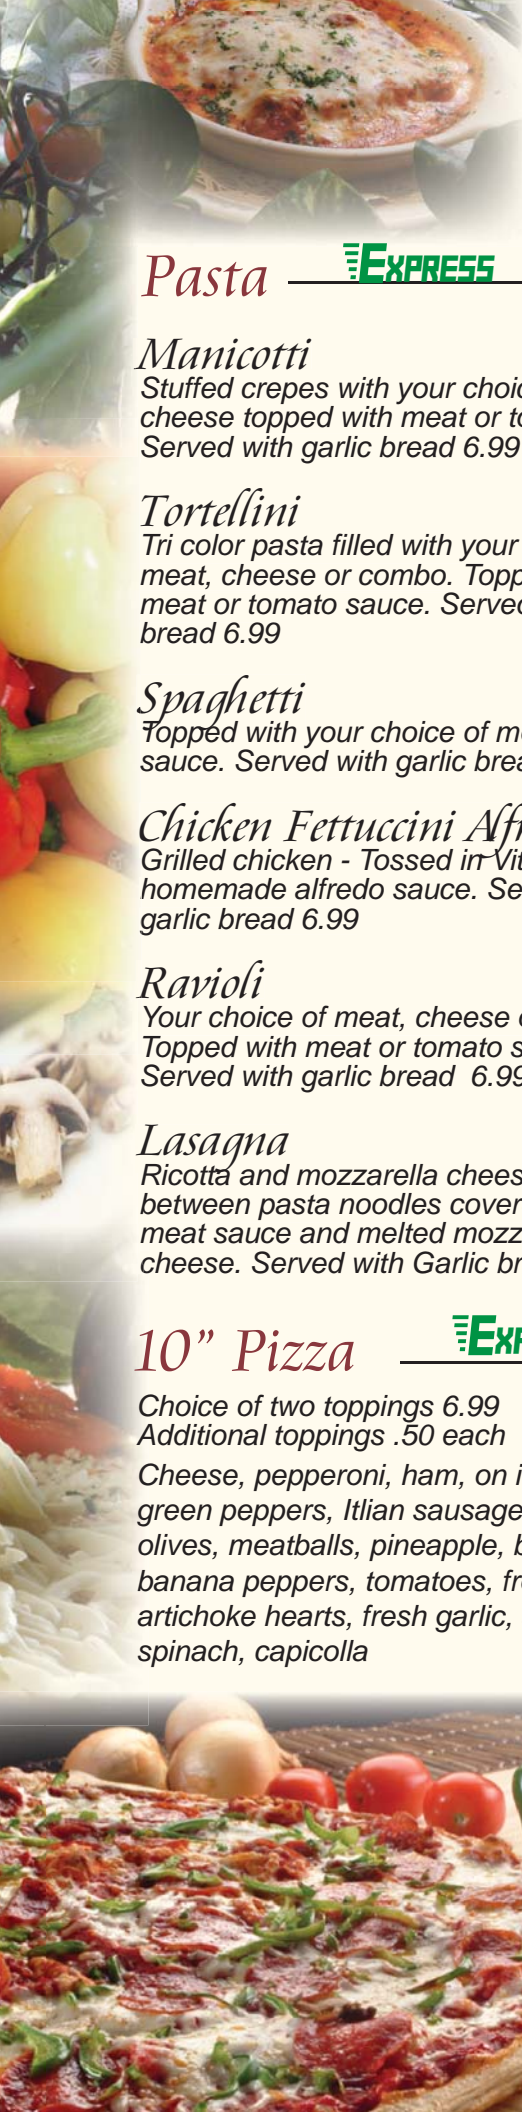 Pasta EXPRESS
Manicotti
Stuffed crepes with your
cheese topped with meat or
Served with garlic bread 6.99
Tortellini
Tri color pasta filled with your
meat, cheese or combo.
meat or tomato sauce.
bread 6.99
Spaghetti
Topped with your choice of
sauce. Served with garlic
Chicken Fettuccini
Grilled chicken - Tossed in
homemade alfredo sauce.
garlic bread 6.99
Ravioli
Your choice of meat, cheese
Topped with meat or tomato
Served with garlic bread 6.99
Lasagna
Ricotta and mozzarella
between pasta noodles
meat sauce and melted
cheese. Served with Garlic
10” Pizza
Choice of two toppings 6.99
Additional toppings .50 each
Cheese, pepperoni, ham, on
green peppers, Itlian sausage
olives, meatballs, pineapple,
banana peppers, tomatoes,
artichoke hearts, fresh garlic,
spinach, capicolla